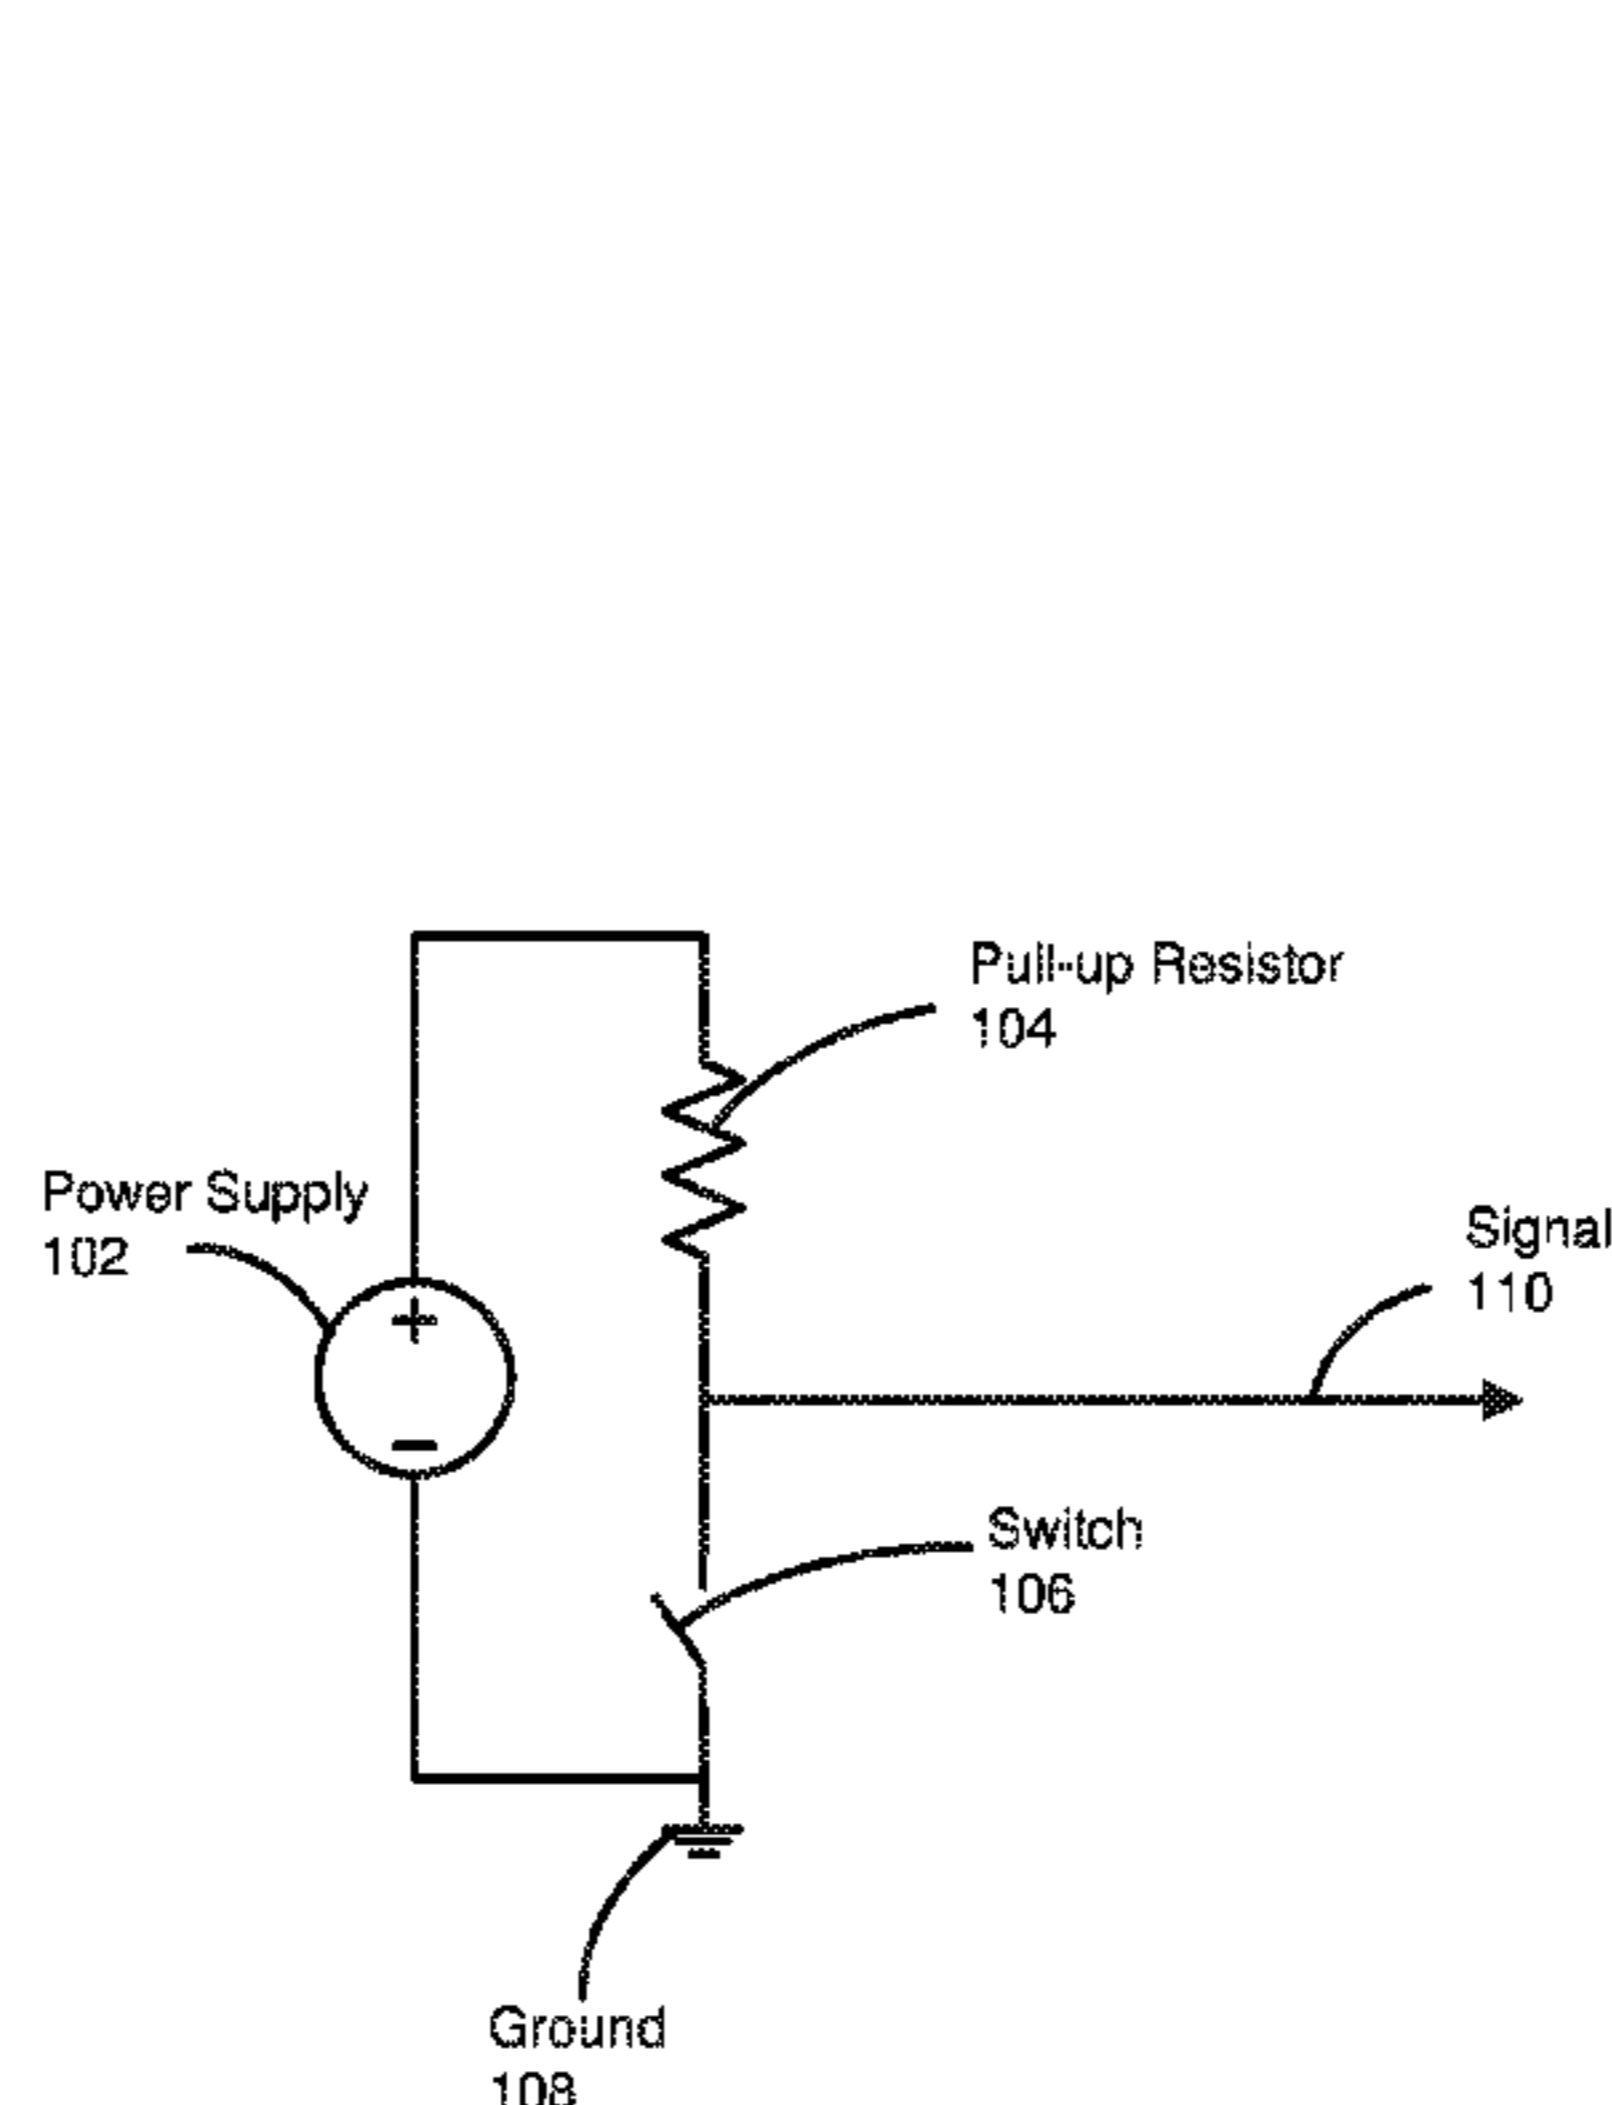 Pull-up Resistor
104
Power Supply
102
+
Signal
110
Switch
106
Ground
108